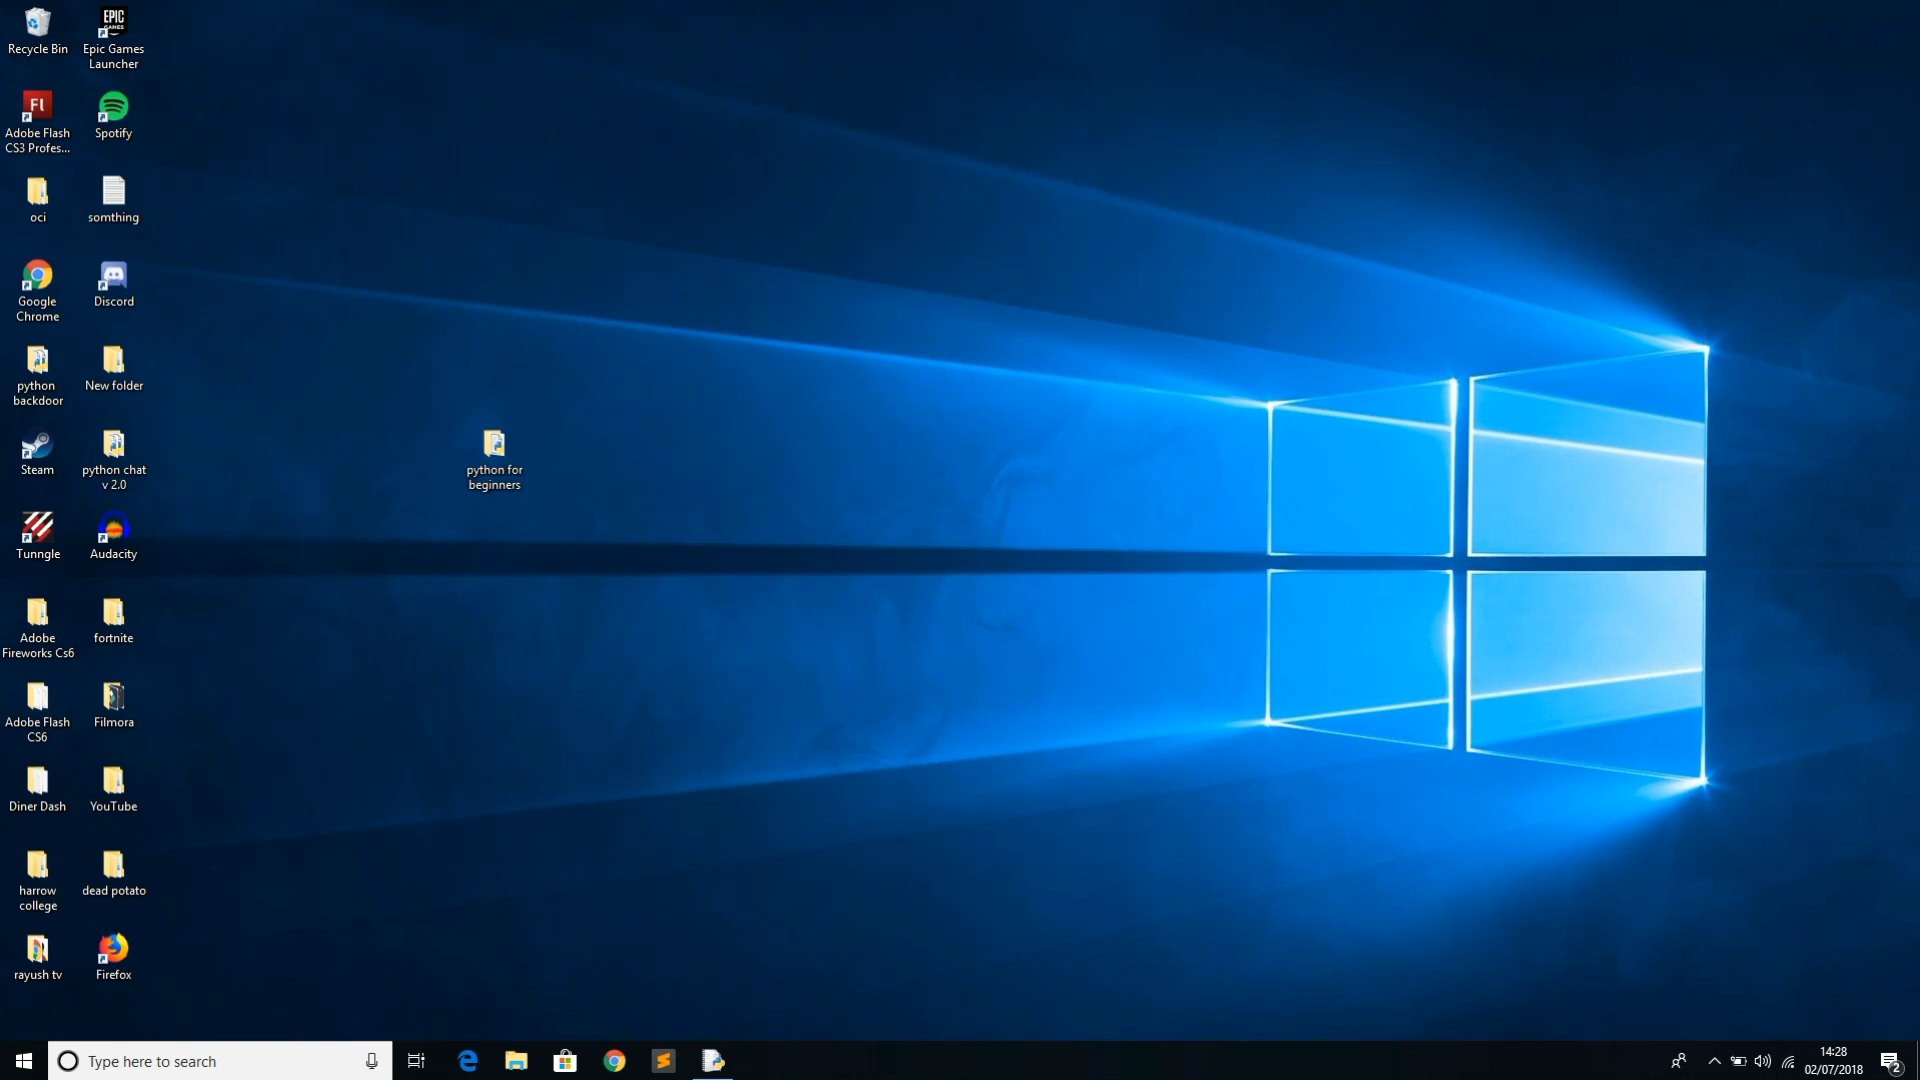 Recycle Bin
EPIC
GAMES
Epic Games
Launcher
Fl
Adobe Flash
CS3 Profes...
Spotify
oci
somthing
Google
Chrome
Discord
python
backdoor
New folder
Steam
python chat
v 2.0
python for
beginners
Tunngle
Audacity
Adobe
Fireworks Cs6
fortnite
Adobe Flash
CS6
Filmora
Diner Dash
YouTube
harrow
college
dead potato
rayush tv
Firefox
Type here to search
14:28
02/07/2018
2